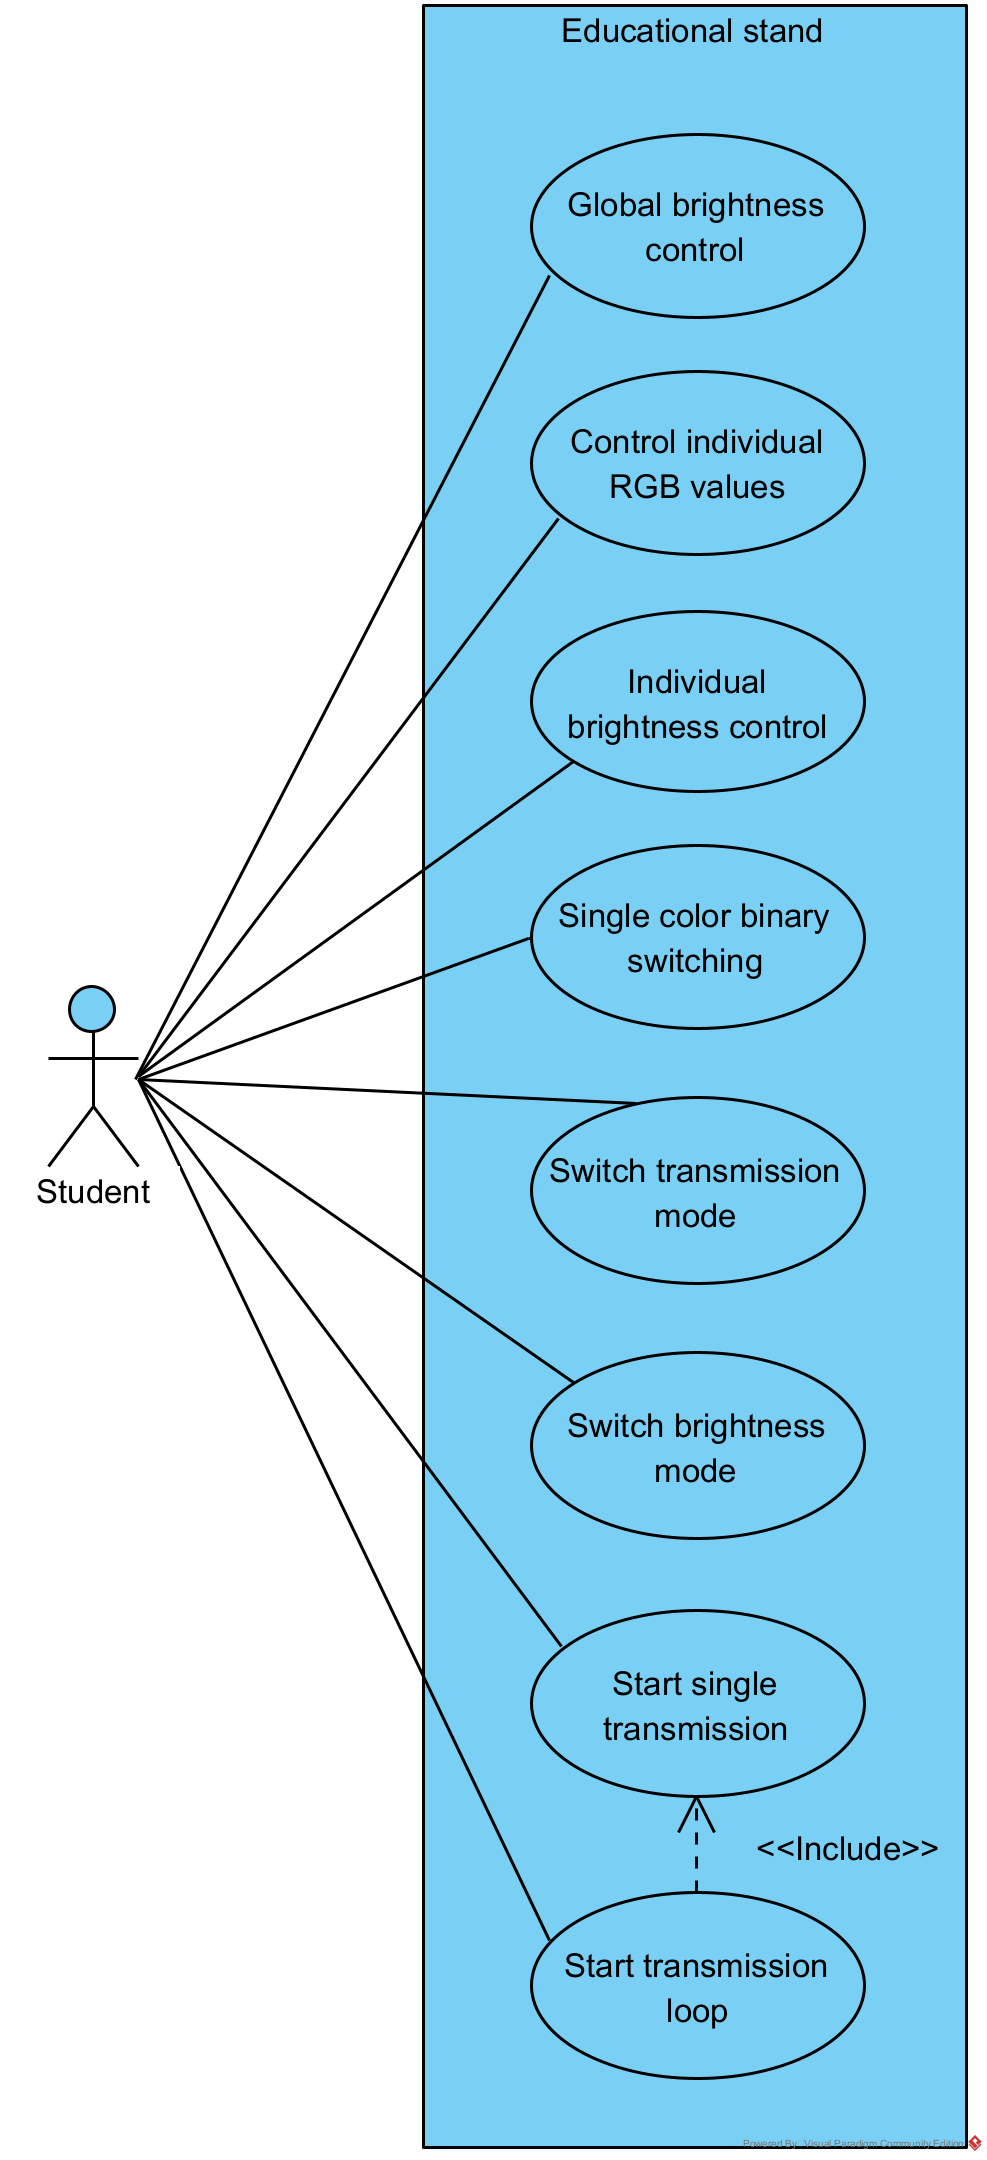 Educational stand
Global brightness
control
Control individual
RGB values
Individual
brightness control
Single color binary
switching
Switch transmission
mode
Student
Switch brightness
mode
Start single
transmission
<<Include>>
Start transmission
loop
Powered By: Visual Paradigm Community Edition